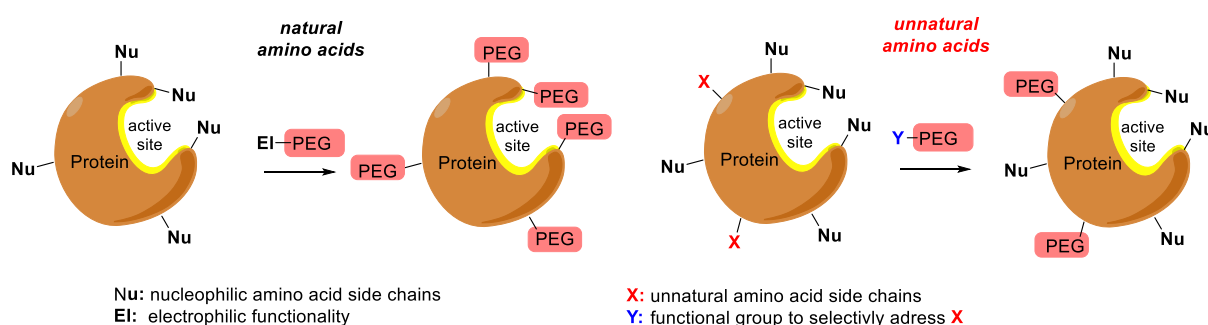 natural
amino acids
Nu
Nu
Nu
active
site
Protein
Nu
Nu
El—PEG
PEG
PEG
PEG
active
site
Protein
PEG
PEG
unnatural
amino acids
Nu
X
Nu
Nu
active
site
Protein
Nu
X
Nu
Y—PEG
Nu
PEG
Nu
Nu
active
site
Protein
Nu
PEG
Nu
Nu: nucleophilic amino acid side chains
El: electrophilic functionality
X: unnatural amino acid side chains
Y: functional group to selectivly adress X